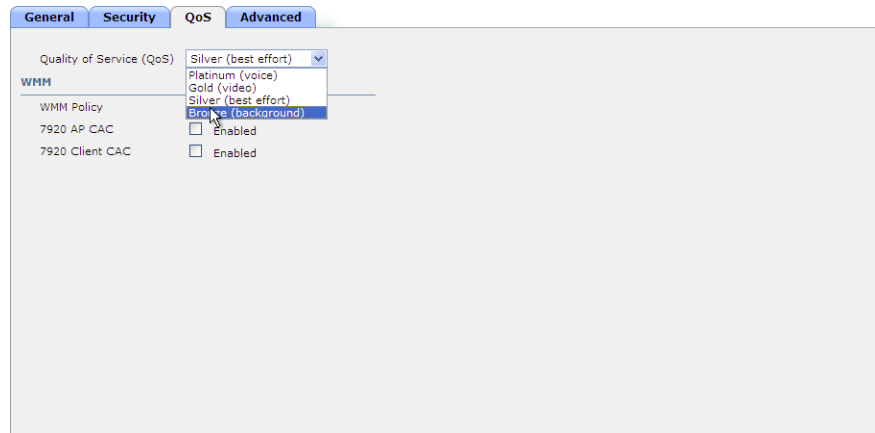 General Security QoS Advanced
Quality of Service (QoS) Silver (best effort)
Platinum (voice)
Gold (video)
WMM
Silver (best effort)
WMM Policy Bronze (background)
7920 AP CAC Enabled
7920 Client CAC Enabled